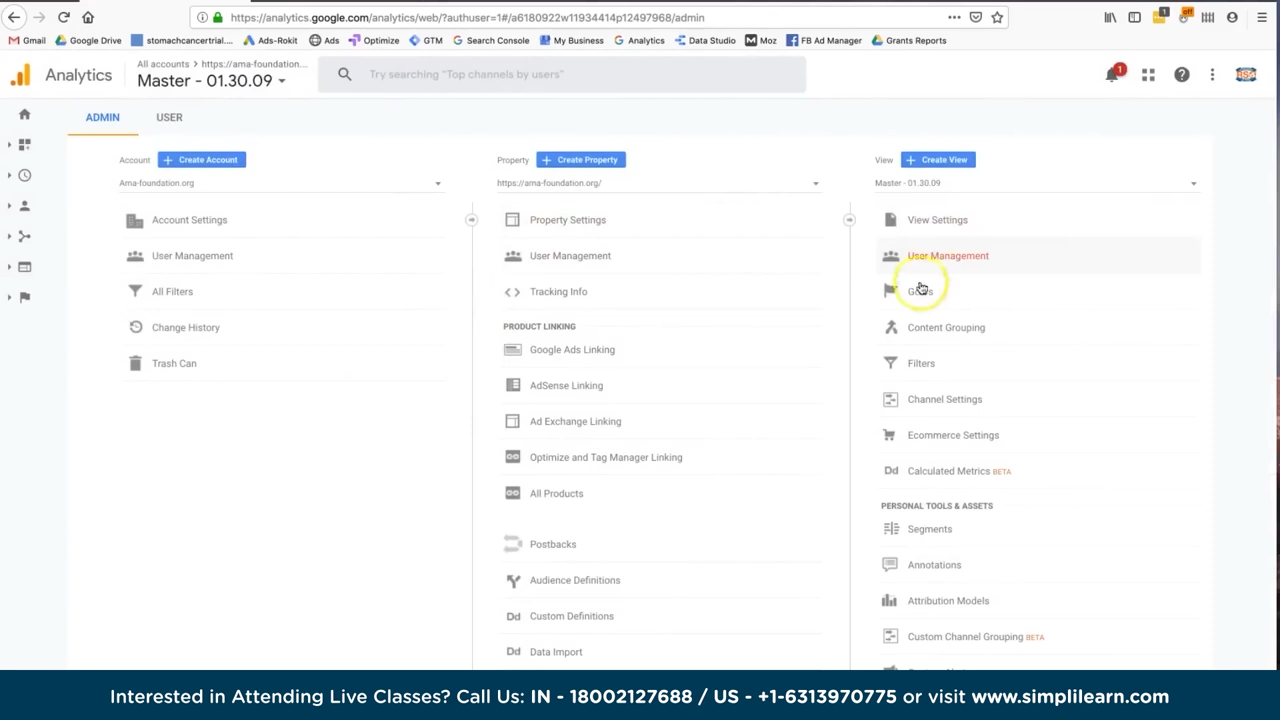 https://analytics.google.com/analytics/web/?authuser=1#/a6180922w11934414p12497968/admin
1
off
Gmail
Google Drive
stomachcancertrial....
Ads-Rokit
Ads
Optimize
GTM
Search Console
My Business
Analytics
Data Studio
Moz
FB Ad Manager
Grants Reports
Analytics
All accounts > https://ama-foundation...
Master - 01.30.09
Try searching "Top channels by users"
1
ADMIN
USER
Account
+ Create Account
Ama-foundation.org
Account Settings
User Management
All Filters
Change History
Trash Can
Property
+ Create Property
https://ama-foundation.org/
Property Settings
User Management
Tracking Info
PRODUCT LINKING
Google Ads Linking
AdSense Linking
Ad Exchange Linking
Optimize and Tag Manager Linking
All Products
Postbacks
Audience Definitions
Dd Custom Definitions
Data Import
View
+ Create View
Master - 01.30.09
View Settings
User Management
Goals
Content Grouping
Filters
Channel Settings
Ecommerce Settings
Dd Calculated Metrics BETA
PERSONAL TOOLS & ASSETS
Segments
Annotations
Attribution Models
Custom Channel Grouping BETA
Interested in Attending Live Classes? Call Us: IN - 18002127688 / US - +1-6313970775 or visit www.simplilearn.com